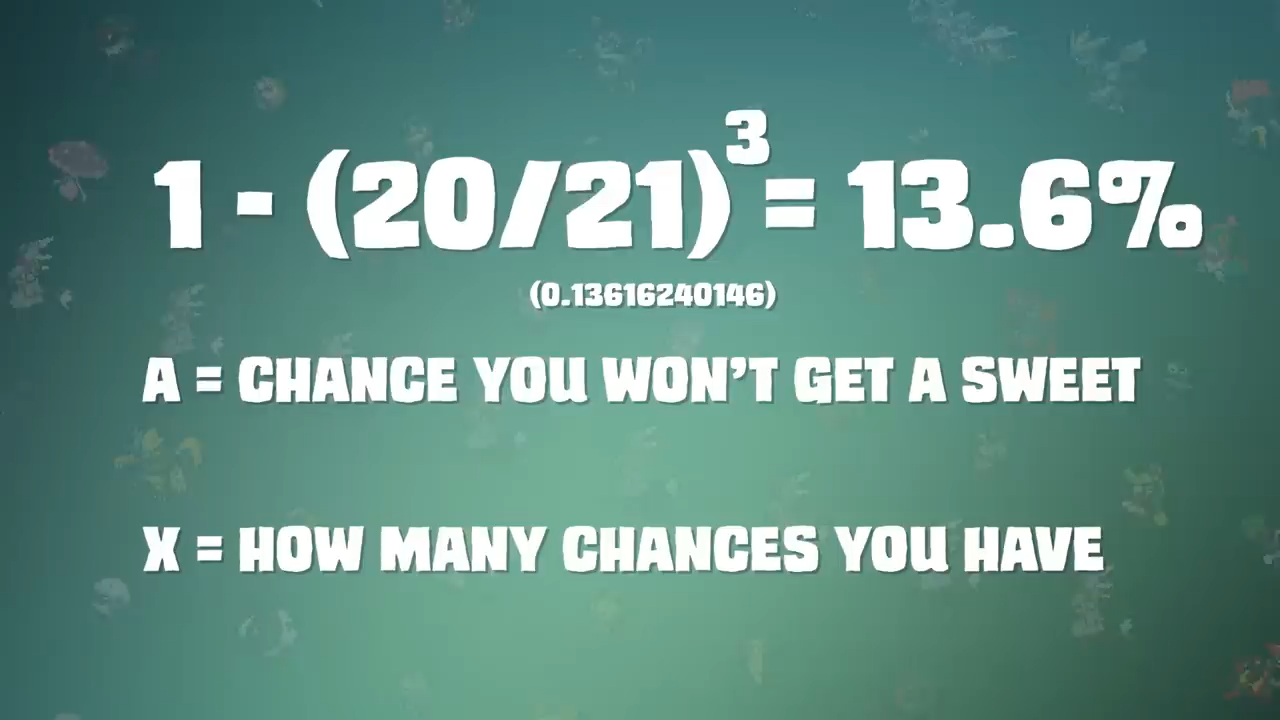 1 - (20/21)³ = 13.6%
(0.13616240146)
A = CHANCE YOU WON'T GET A SWEET
X = HOW MANY CHANCES YOU HAVE